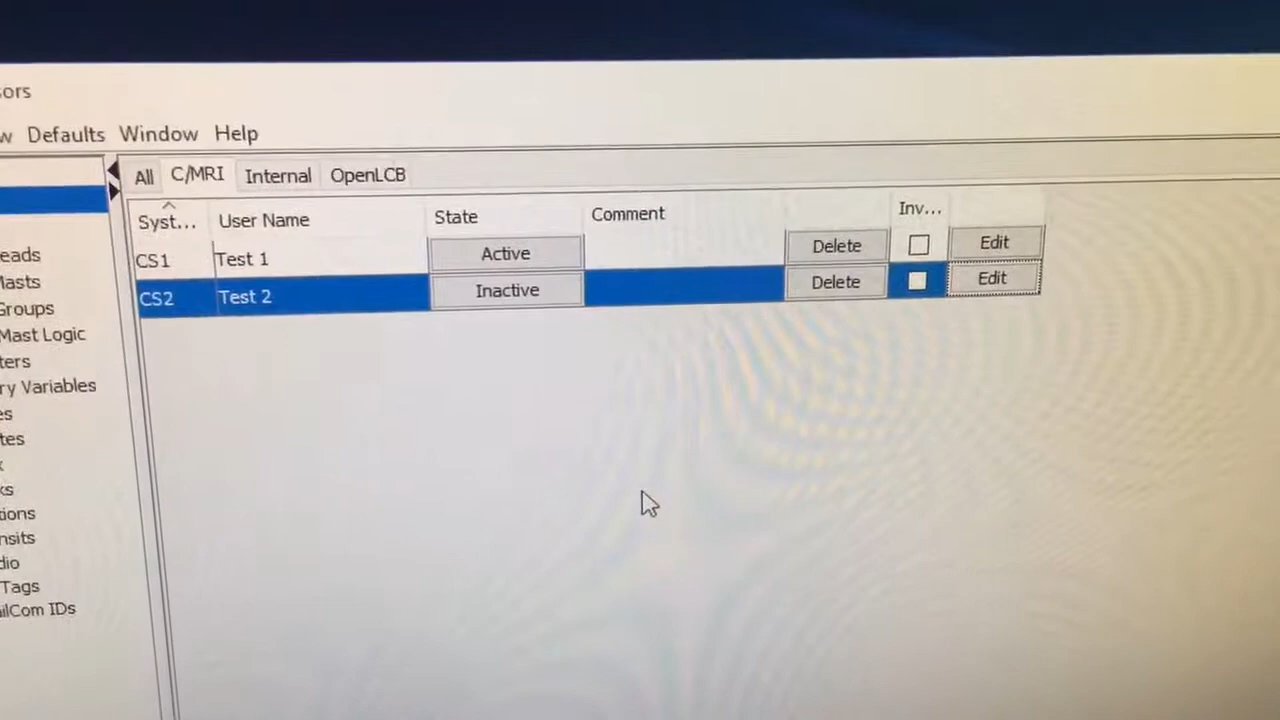 ors
w Defaults Window Help
All C/MRI Internal OpenLCB
Syst... User Name State Comment Inv...
CS1 Test 1 Active Delete Edit
CS2 Test 2 Inactive Delete Edit
eads
Masts
Groups
Mast Logic
ters
ry Variables
es
tes
x
ks
tions
nsits
dio
Tags
ilCom IDs